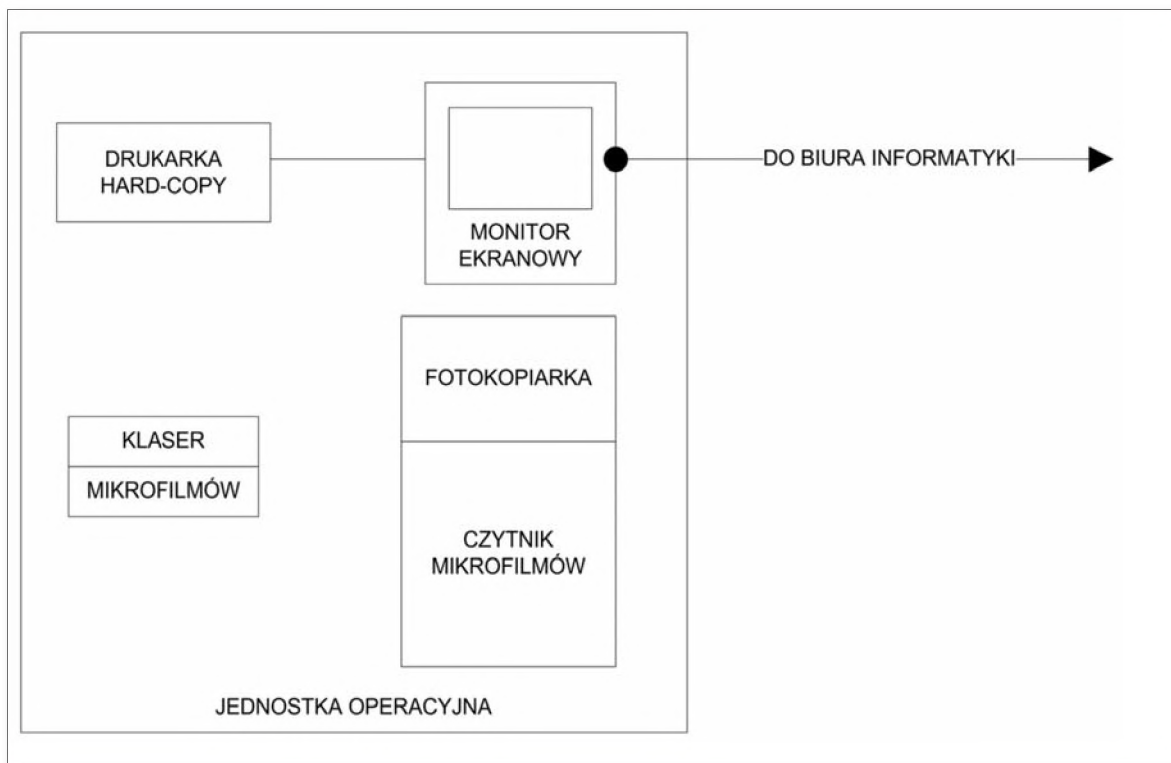 DRUKARKA
HARD-COPY
MONITOR
EKRANOWY
DO BIURA INFORMATYKI
FOTOKOPIARKA
KLASER
MIKROFILMÓW
CZYTNIK
MIKROFILMÓW
JEDNOSTKA OPERACYJNA